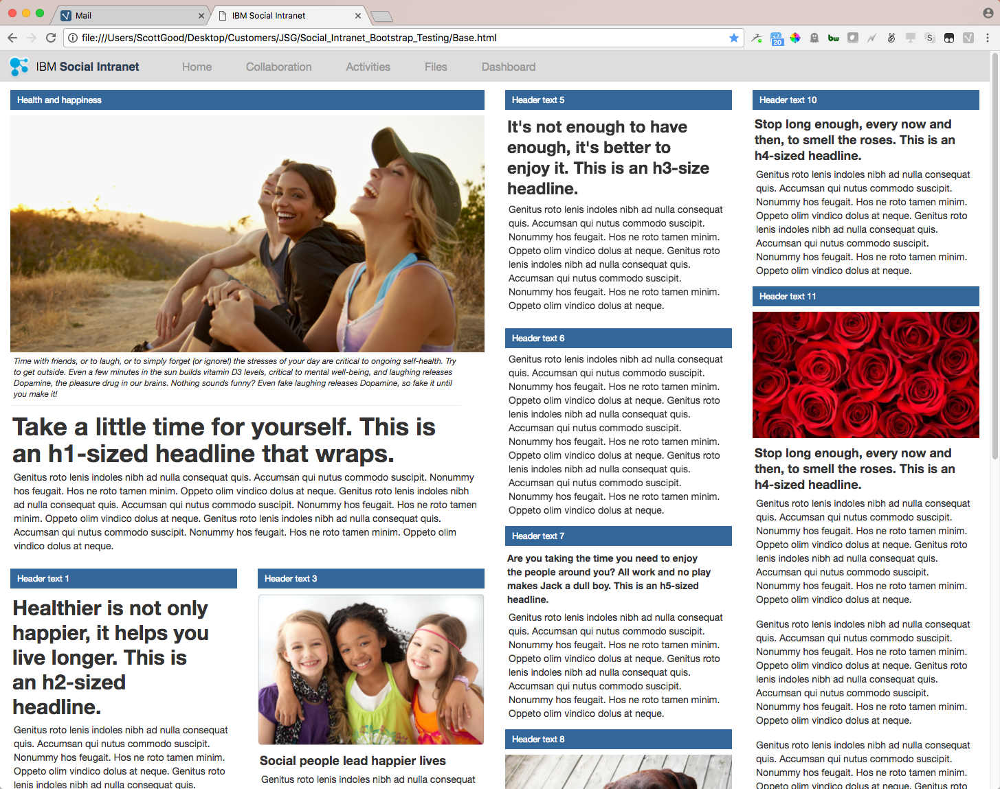 Mail
IBM Social Intranet
file:///Users/ScottGood/Desktop/Customers/JSG/Social_Intranet_Bootstrap_Testing/Base.html
20
bw
S
IBM Social Intranet
Home
Collaboration
Activities
Files
Dashboard
Health and happiness
Time with friends, or to laugh, or to simply forget (or ignore!) the stresses of your day are critical to ongoing self-health. Try
to get outside. Even a few minutes in the sun builds vitamin D3 levels, critical to mental well-being, and laughing releases
Dopamine, the pleasure drug in our brains. Nothing sounds funny? Even fake laughing releases Dopamine, so fake it until
you make it!
Take a little time for yourself. This is
an h1-sized headline that wraps.
Genitus roto lenis indoles nibh ad nulla consequat quis. Accumsan qui nutus commodo suscipit. Nonummy
hos feugait. Hos ne roto tamen minim. Oppeto olim vindico dolus at neque. Genitus roto lenis indoles nibh
ad nulla consequat quis. Accumsan qui nutus commodo suscipit. Nonummy hos feugait. Hos ne roto tamen
minim. Oppeto olim vindico dolus at neque. Genitus roto lenis indoles nibh ad nulla consequat quis.
Accumsan qui nutus commodo suscipit. Nonummy hos feugait. Hos ne roto tamen minim. Oppeto olim
vindico dolus at neque.
Header text 1
Healthier is not only
happier, it helps you
live longer. This is
an h2-sized
headline.
Genitus roto lenis indoles nibh ad nulla consequat
quis. Accumsan qui nutus commodo suscipit.
Nonummy hos feugait. Hos ne roto tamen minim.
Oppeto olim vindico dolus at neque. Genitus roto
lenis indoles nibh ad nulla consequat quis.
Header text 3
Social people lead happier lives
Genitus roto lenis indoles nibh ad nulla consequat
Header text 5
It's not enough to have
enough, it's better to
enjoy it. This is an h3-size
headline.
Genitus roto lenis indoles nibh ad nulla consequat
quis. Accumsan qui nutus commodo suscipit.
Nonummy hos feugait. Hos ne roto tamen minim.
Oppeto olim vindico dolus at neque. Genitus roto
lenis indoles nibh ad nulla consequat quis.
Accumsan qui nutus commodo suscipit.
Nonummy hos feugait. Hos ne roto tamen minim.
Oppeto olim vindico dolus at neque.
Header text 6
Genitus roto lenis indoles nibh ad nulla consequat
quis. Accumsan qui nutus commodo suscipit.
Nonummy hos feugait. Hos ne roto tamen minim.
Oppeto olim vindico dolus at neque. Genitus roto
lenis indoles nibh ad nulla consequat quis.
Accumsan qui nutus commodo suscipit.
Nonummy hos feugait. Hos ne roto tamen minim.
Oppeto olim vindico dolus at neque. Genitus roto
lenis indoles nibh ad nulla consequat quis.
Accumsan qui nutus commodo suscipit.
Nonummy hos feugait. Hos ne roto tamen minim.
Oppeto olim vindico dolus at neque.
Header text 7
Are you taking the time you need to enjoy
the people around you? All work and no play
makes Jack a dull boy. This is an h5-sized
headline.
Genitus roto lenis indoles nibh ad nulla consequat
quis. Accumsan qui nutus commodo suscipit.
Nonummy hos feugait. Hos ne roto tamen minim.
Oppeto olim vindico dolus at neque. Genitus roto
lenis indoles nibh ad nulla consequat quis.
Accumsan qui nutus commodo suscipit.
Nonummy hos feugait. Hos ne roto tamen minim.
Oppeto olim vindico dolus at neque.
Header text 8
Header text 10
Stop long enough, every now and
then, to smell the roses. This is an
h4-sized headline.
Genitus roto lenis indoles nibh ad nulla consequat
quis. Accumsan qui nutus commodo suscipit.
Nonummy hos feugait. Hos ne roto tamen minim.
Oppeto olim vindico dolus at neque. Genitus roto
lenis indoles nibh ad nulla consequat quis.
Accumsan qui nutus commodo suscipit.
Nonummy hos feugait. Hos ne roto tamen minim.
Oppeto olim vindico dolus at neque.
Header text 11
Stop long enough, every now and
then, to smell the roses. This is an
h4-sized headline.
Genitus roto lenis indoles nibh ad nulla consequat
quis. Accumsan qui nutus commodo suscipit.
Nonummy hos feugait. Hos ne roto tamen minim.
Oppeto olim vindico dolus at neque. Genitus roto
lenis indoles nibh ad nulla consequat quis.
Accumsan qui nutus commodo suscipit.
Nonummy hos feugait. Hos ne roto tamen minim.
Oppeto olim vindico dolus at neque.
Genitus roto lenis indoles nibh ad nulla consequat
quis. Accumsan qui nutus commodo suscipit.
Nonummy hos feugait. Hos ne roto tamen minim.
Oppeto olim vindico dolus at neque. Genitus roto
lenis indoles nibh ad nulla consequat quis.
Accumsan qui nutus commodo suscipit.
Nonummy hos feugait. Hos ne roto tamen minim.
Oppeto olim vindico dolus at neque.
Genitus roto lenis indoles nibh ad nulla consequat
quis. Accumsan qui nutus commodo suscipit.
Nonummy hos feugait. Hos ne roto tamen minim.
Oppeto olim vindico dolus at neque. Genitus roto